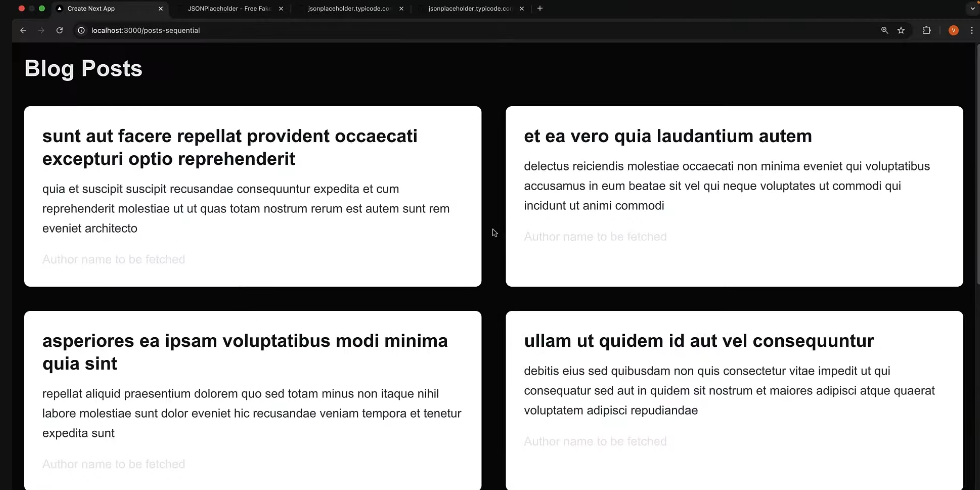 Create Next App
JSONPlaceholder - Free Fake
jsonplaceholder.typicode.co
jsonplaceholder.typicode.co
localhost:3000/posts-sequential
V
Blog Posts
sunt aut facere repellat provident occaecati
excepturi optio reprehenderit
quia et suscipit suscipit recusandae consequuntur expedita et cum
reprehenderit molestiae ut ut quas totam nostrum rerum est autem sunt rem
eveniet architecto
Author name to be fetched
et ea vero quia laudantium autem
delectus reiciendis molestiae occaecati non minima eveniet qui voluptatibus
accusamus in eum beatae sit vel qui neque voluptates ut commodi qui
incidunt ut animi commodi
Author name to be fetched
asperiores ea ipsam voluptatibus modi minima
quia sint
repellat aliquid praesentium dolorem quo sed totam minus non itaque nihil
labore molestiae sunt dolor eveniet hic recusandae veniam tempora et tenetur
expedita sunt
Author name to be fetched
ullam ut quidem id aut vel consequuntur
debitis eius sed quibusdam non quis consectetur vitae impedit ut qui
consequatur sed aut in quidem sit nostrum et maiores adipisci atque quaerat
voluptatem adipisci repudiandae
Author name to be fetched